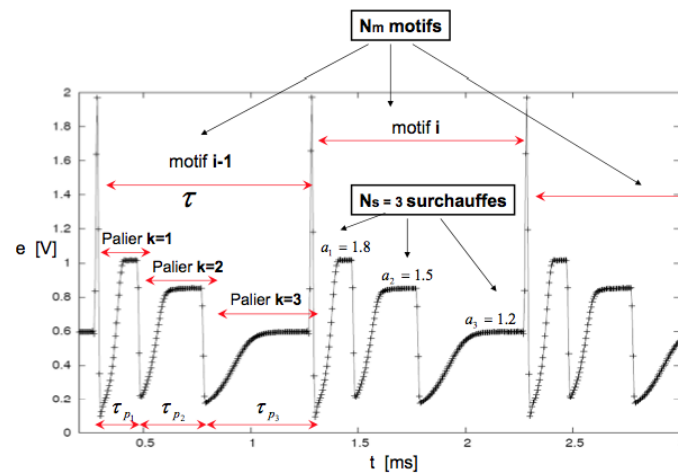 Nm motifs
2
1.8
1.6
1.4
1.2
1
0.8
0.6
0.4
0.2
0
e [V]
motif i
motif i-1
τ
Ns = 3 surchauffes
Palier k=1
Palier k=2
Palier k=3
a1 = 1.8
a2 = 1.5
a3 = 1.2
τp1
τp2
τp3
0.5
1
1.5
2
2.5
t [ms]